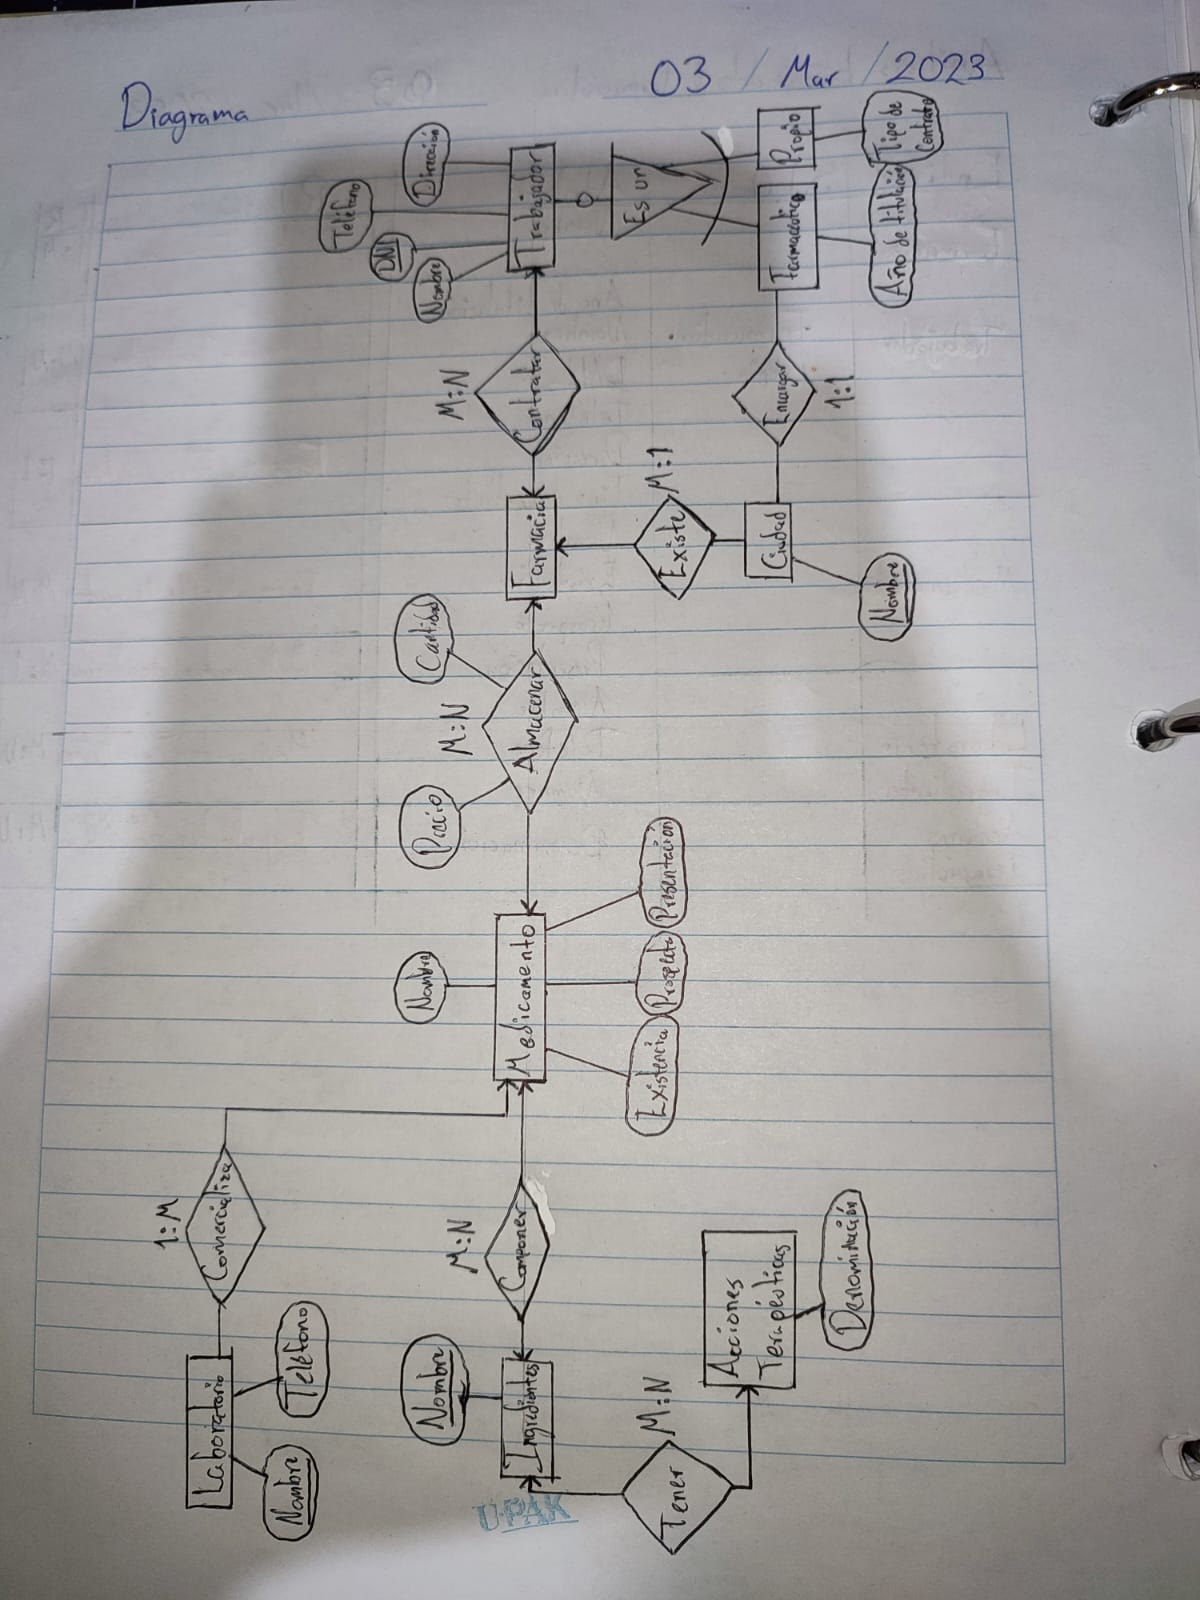 Diagrama
03 / Mar / 2023
Laboratorio
Nombre
Teléfono
1:M
Comercializa
Nombre
Ingredientes
M:N
Componer
Tener
M:N
Acciones
Terapéuticas
Denominación
Nombre
Medicamento
Existencia
Presentación
Precio
M:N
Cantidad
Almacenar
Farmacia
M:N
Contratar
Existe
M:1
Ciudad
Nombre
Nombre
DNI
Teléfono
Dirección
Trabajador
Es un
Encargar
1:1
Farmacéutico
Año de titulación
Propio
Tipo de
Contrato
U-PAK